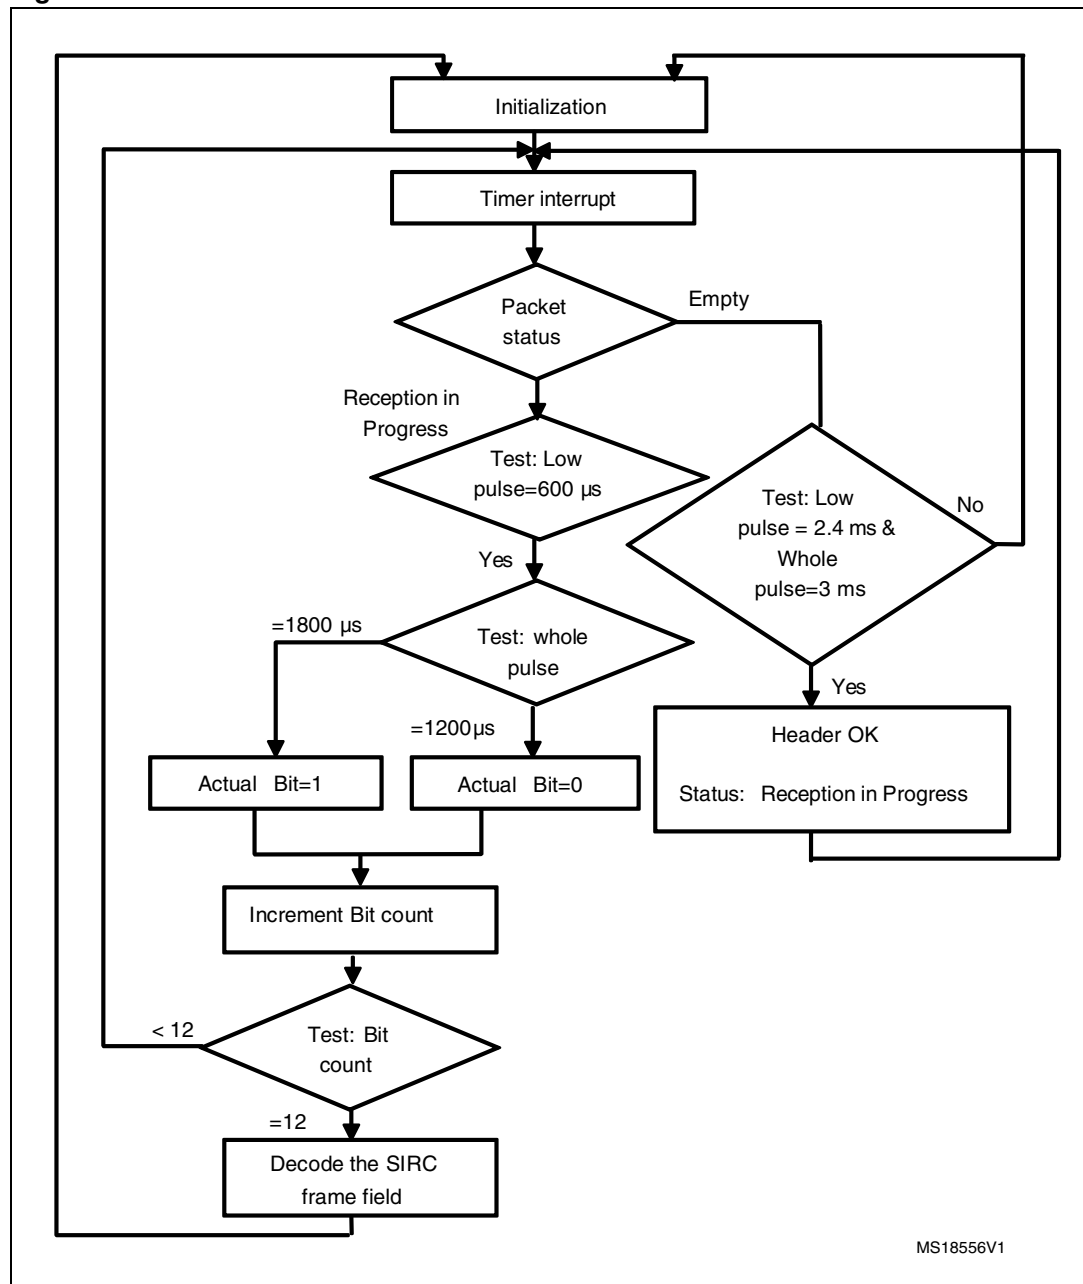 Initialization
Timer interrupt
Packet
status
Empty
Reception in
Progress
Test: Low
pulse=600 µs
Test: Low
pulse = 2.4 ms &
Whole
pulse=3 ms
No
Yes
=1800 µs
Test: whole
pulse
Yes
=1200µs
Header OK
Status: Reception in Progress
Actual Bit=1
Actual Bit=0
Increment Bit count
< 12
Test: Bit
count
=12
Decode the SIRC
frame field
MS18556V1